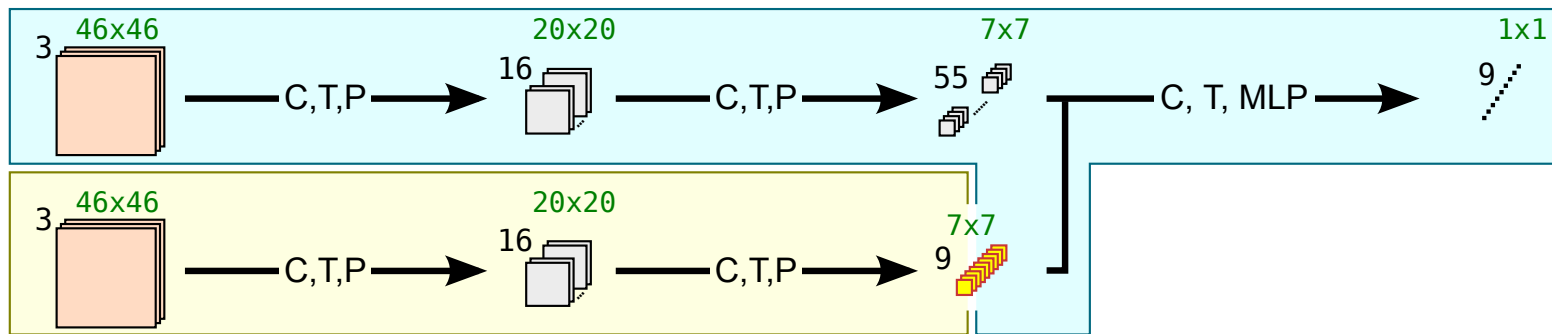 46x46 20x20 7x7 1x1
3 16 55 9
C,T,P C,T,P C, T, MLP
46x46 20x20 7x7
3 16 9
C,T,P C,T,P